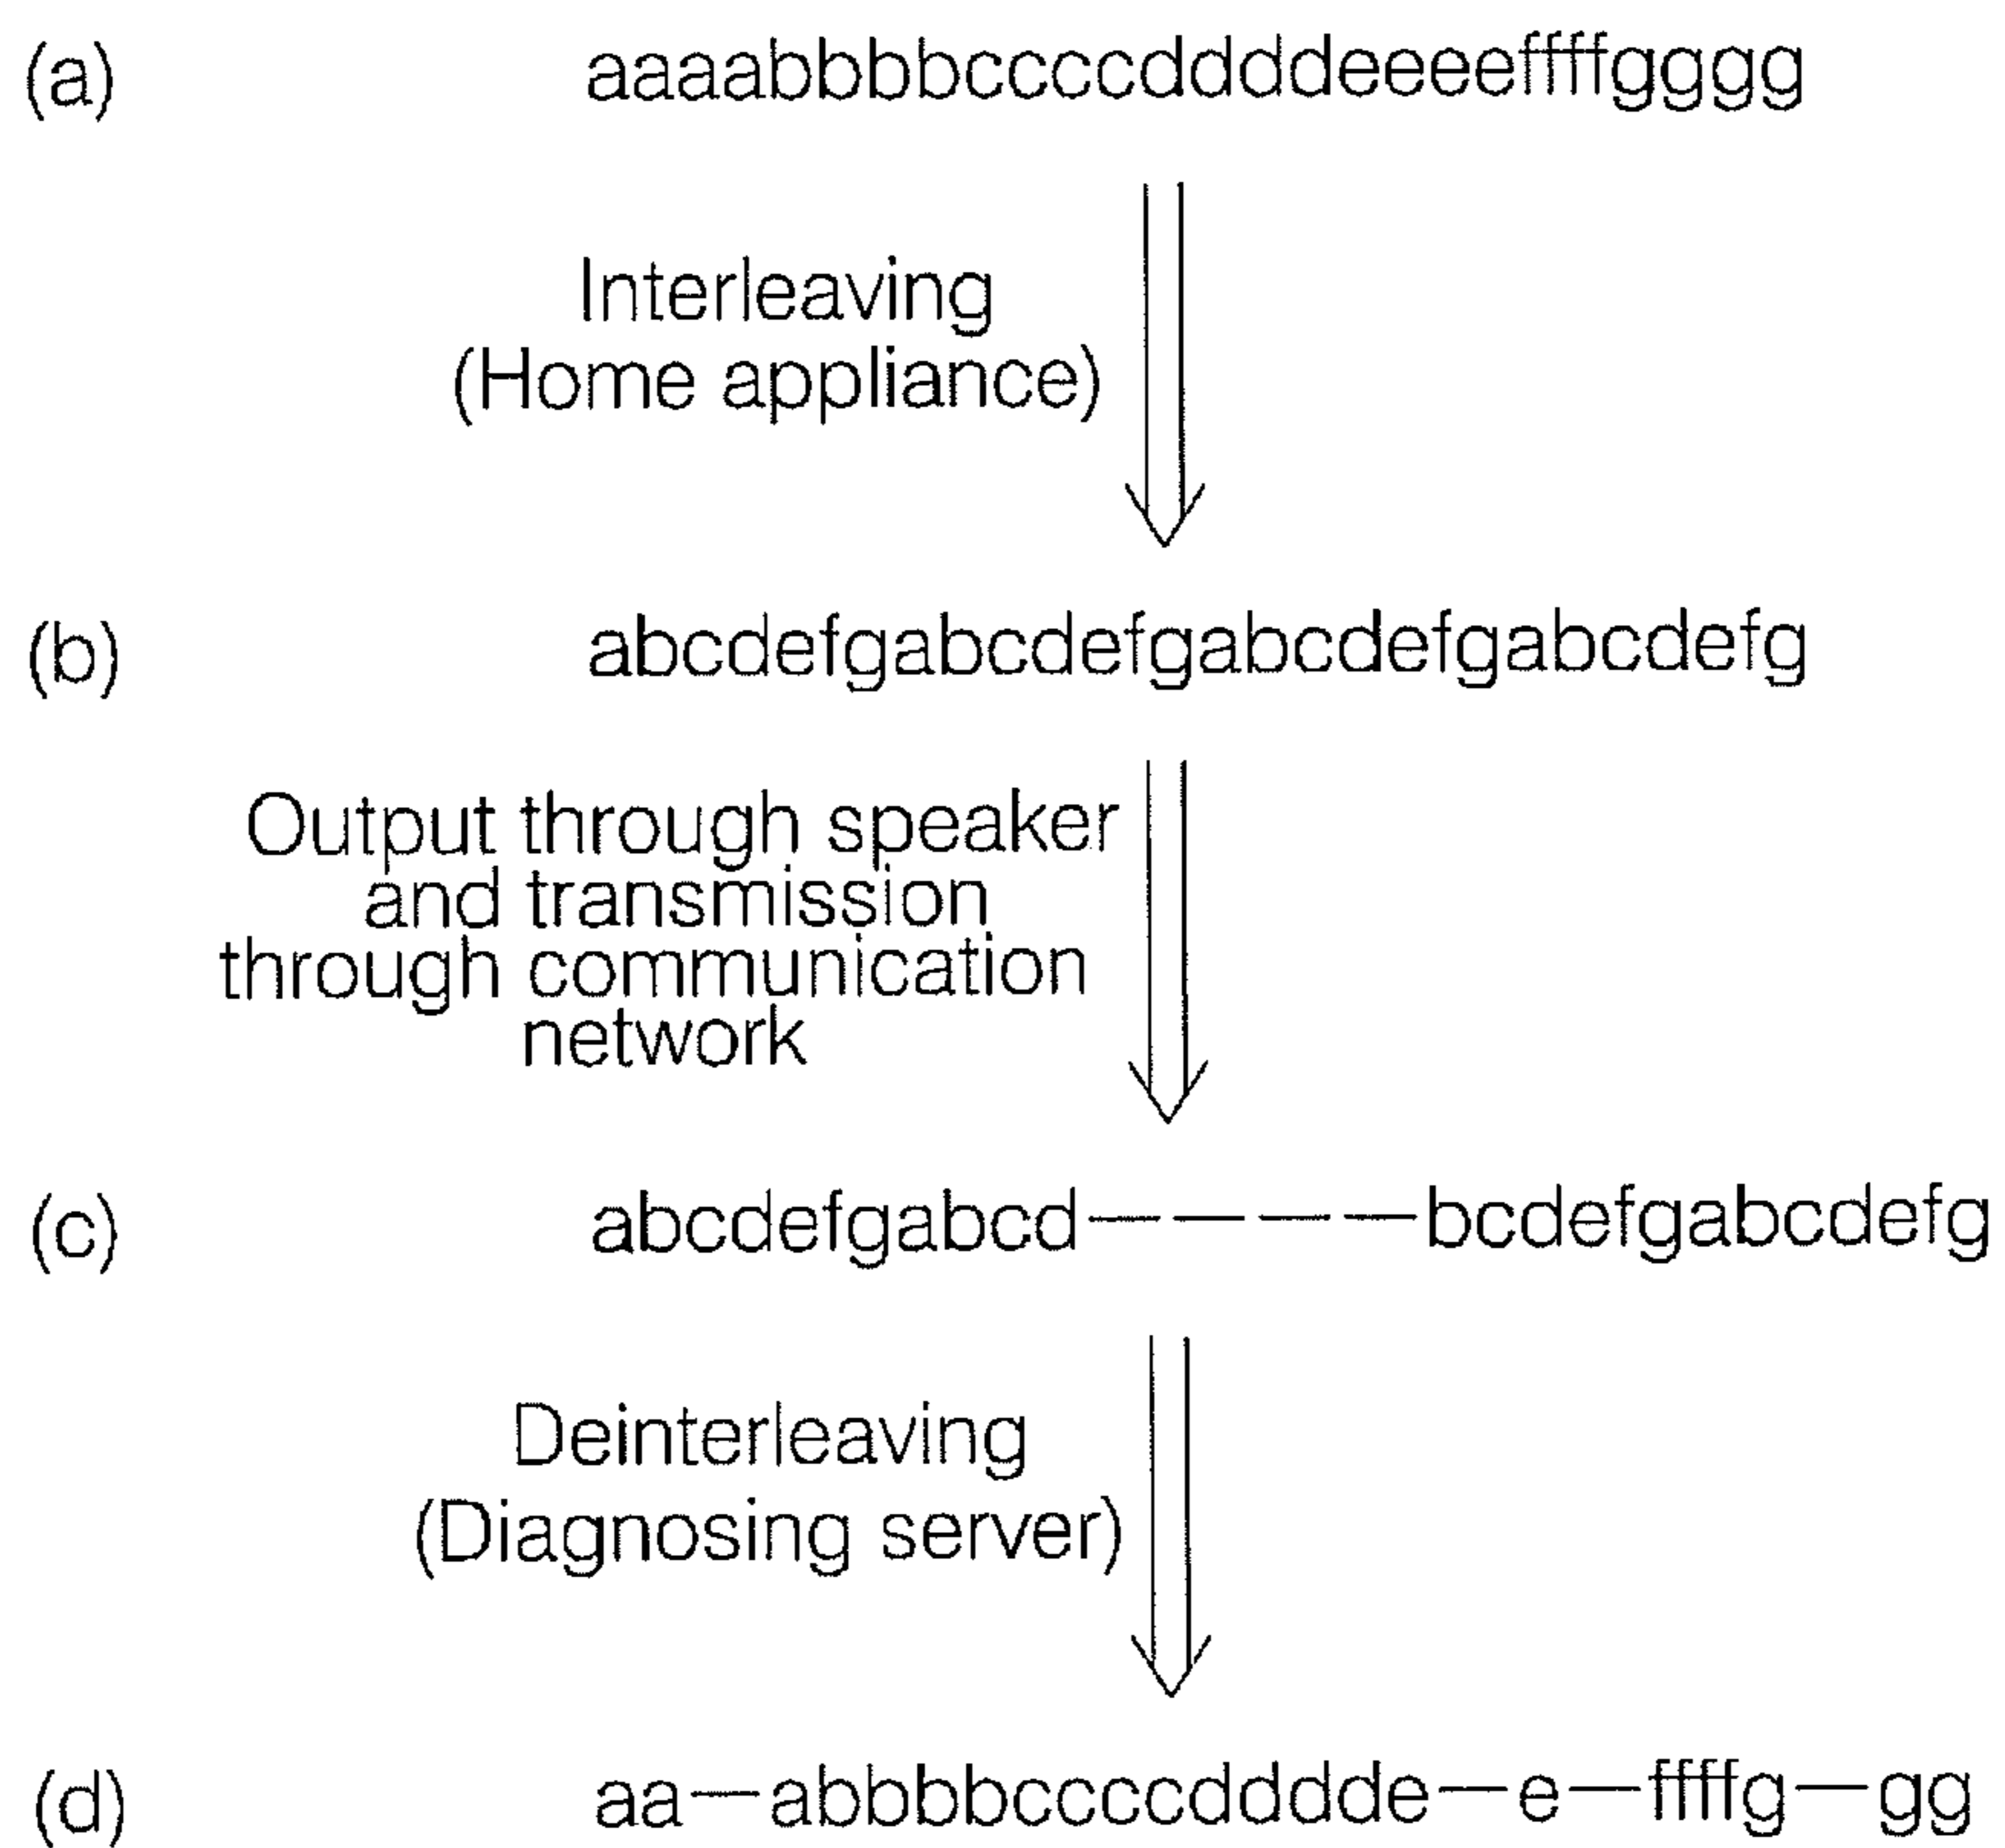 (a) aaaabbbbccccddddeeeeffffgggg
Interleaving
(Home appliance)
(b) abcdefgabcdefgabcdefgabcdefg
Output through speaker
and transmission
through communication
network
(c) abcdefgabcd— — — —bcdefgabcdefg
Deinterleaving
(Diagnosing server)
(d) aa—abbbbccccdddde—e—ffffg—gg